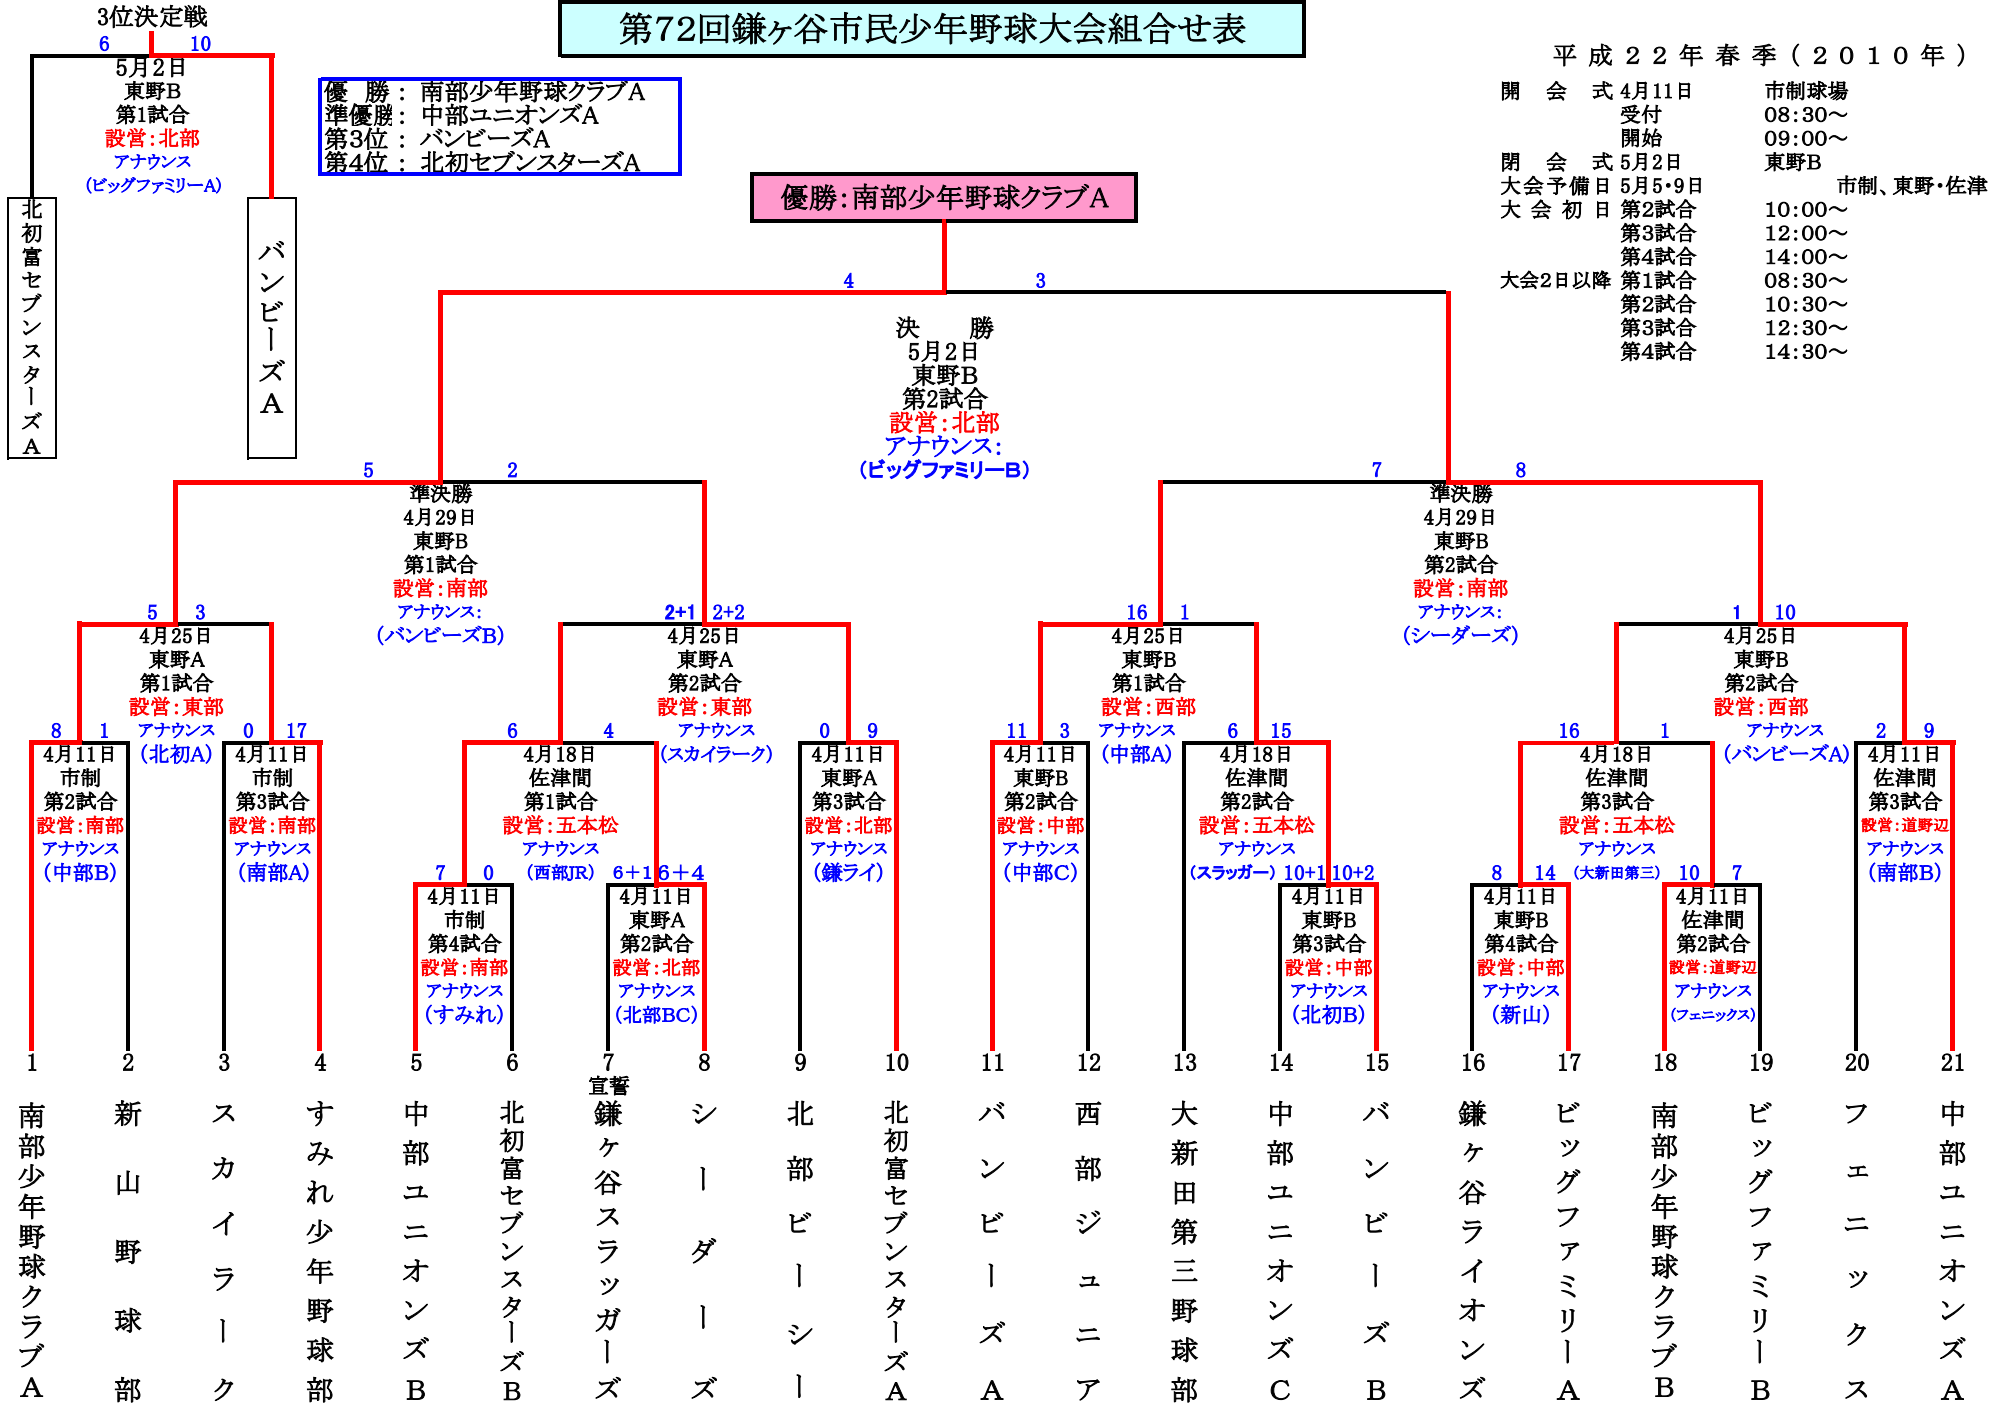 第72回鎌ヶ谷市民少年野球大会組合せ表
3位決定戦
6 10
5月2日
東野B
第1試合
設営:北部
アナウンス
(ビッグファミリーA)
北初富セブンスターズA
バンビーズA
優 勝: 南部少年野球クラブA
準優勝: 中部ユニオンズA
第3位: バンビーズA
第4位: 北初セブンスターズA
優勝:南部少年野球クラブA
平成22年春季(2010年)
開 会 式 4月11日 市制球場
受付 08:30～
開始 09:00～
閉 会 式 5月2日 東野B
大会予備日 5月5・9日 市制、東野・佐津
大 会 初 日 第2試合 10:00～
第3試合 12:00～
第4試合 14:00～
大会2日以降 第1試合 08:30～
第2試合 10:30～
第3試合 12:30～
第4試合 14:30～
4 3
決 勝
5月2日
東野B
第2試合
設営:北部
アナウンス:
(ビッグファミリーB)
5 2
準決勝
4月29日
東野B
第1試合
設営:南部
アナウンス:
(バンビーズB)
7 8
準決勝
4月29日
東野B
第2試合
設営:南部
アナウンス:
(シーダーズ)
5 3
4月25日
東野A
第1試合
設営:東部
アナウンス
(北初A)
2+1 2+2
4月25日
東野A
第2試合
設営:東部
アナウンス
(スカイラーク)
16 1
4月25日
東野B
第1試合
設営:西部
アナウンス
(中部A)
1 10
4月25日
東野B
第2試合
設営:西部
アナウンス
(バンビーズA)
8 1
4月11日
市制
第2試合
設営:南部
アナウンス
(中部B)
0 17
4月11日
市制
第3試合
設営:南部
アナウンス
(南部A)
6 4
4月18日
佐津間
第1試合
設営:五本松
アナウンス
(西部JR)
0 9
4月11日
東野A
第3試合
設営:北部
アナウンス
(鎌ライ)
11 3
4月11日
東野B
第2試合
設営:中部
アナウンス
(中部C)
6 15
4月18日
佐津間
第2試合
設営:五本松
アナウンス
(スラッガー)
16 1
4月18日
佐津間
第3試合
設営:五本松
アナウンス
(大新田第三)
2 9
4月11日
佐津間
第3試合
設営:道野辺
アナウンス
(南部B)
7 0
4月11日
市制
第4試合
設営:南部
アナウンス
(すみれ)
6+1 6+4
4月11日
東野A
第2試合
設営:北部
アナウンス
(北部BC)
10+1 10+2
4月11日
東野B
第3試合
設営:中部
アナウンス
(北初B)
8 14
4月11日
東野B
第4試合
設営:中部
アナウンス
(新山)
10 7
4月11日
佐津間
第2試合
設営:道野辺
アナウンス
(フェニックス)
1 2 3 4 5 6 7 8 9 10 11 12 13 14 15 16 17 18 19 20 21
宣誓
南部少年野球クラブA
新山野球部
スカイラーク
すみれ少年野球部
中部ユニオンズB
北初富セブンスターズB
鎌ヶ谷スラッガーズ
シーダーズ
北部ビーシー
北初富セブンスターズA
バンビーズA
西部ジュニア
大新田第三野球部
中部ユニオンズC
バンビーズB
鎌ヶ谷ライオンズ
ビッグファミリーA
南部少年野球クラブB
ビッグファミリーB
フェニックス
中部ユニオンズA